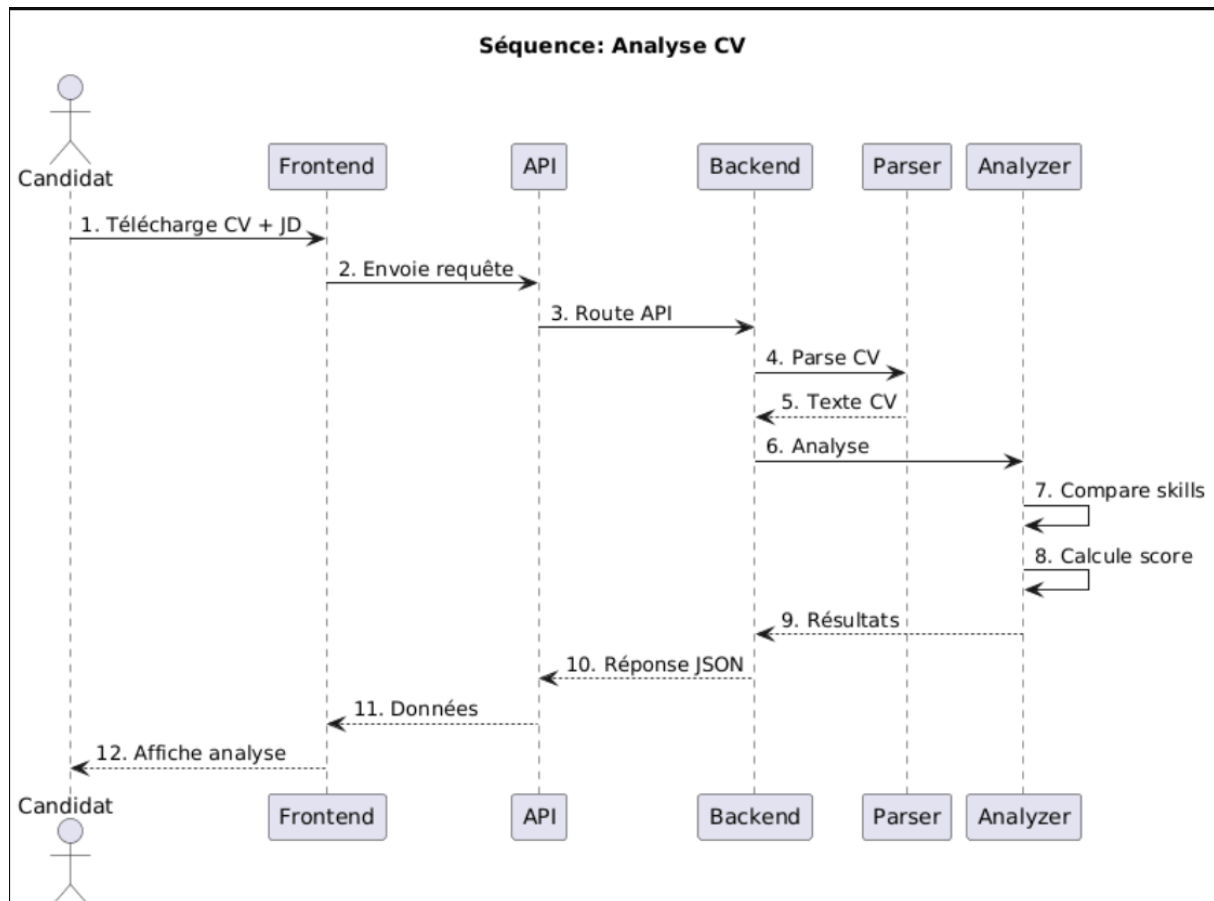 Séquence: Analyse CV
Candidat
Frontend
API
Backend
Parser
Analyzer
1. Télécharge CV + JD
2. Envoie requête
3. Route API
4. Parse CV
5. Texte CV
6. Analyse
7. Compare skills
8. Calcule score
9. Résultats
10. Réponse JSON
11. Données
12. Affiche analyse
Candidat
Frontend
API
Backend
Parser
Analyzer